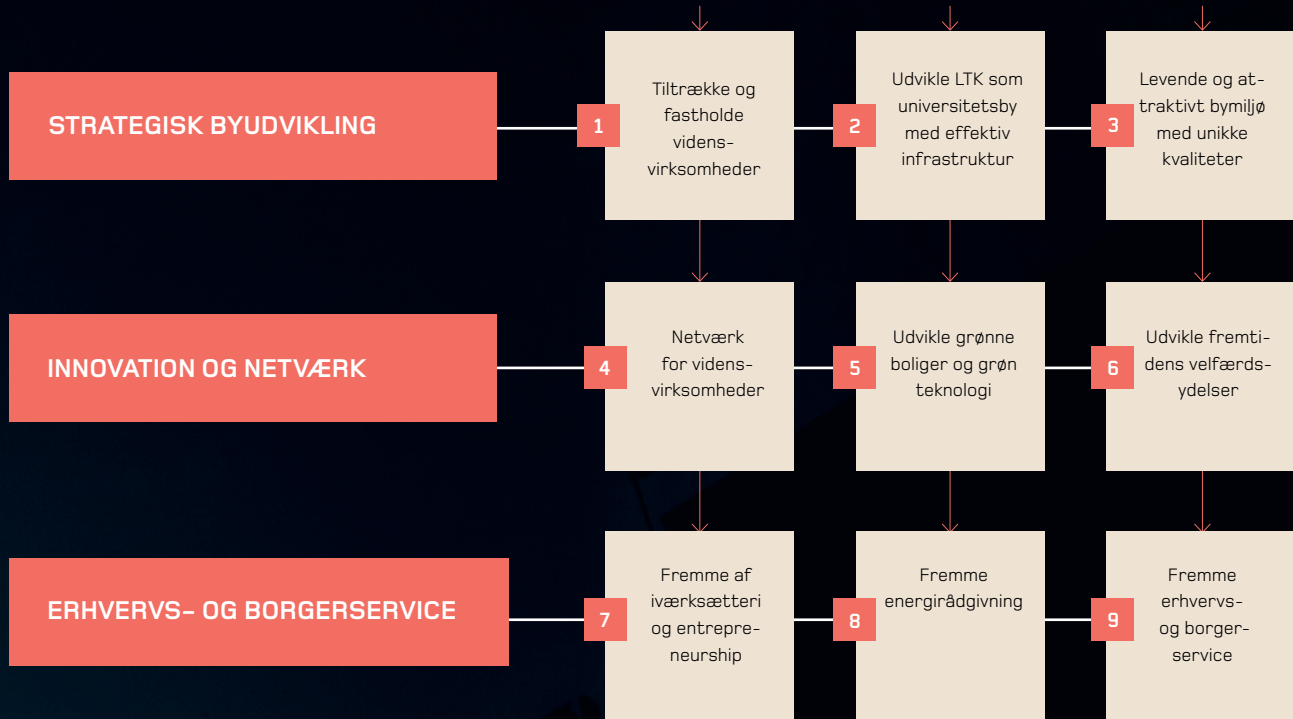 STRATEGISK BYUDVIKLING
1
Tiltrække og
fastholde
videns-
virksomheder
2
Udvikle LTK som
universitetsby
med effektiv
infrastruktur
3
Levende og at-
traktivt bymiljø
med unikke
kvaliteter
INNOVATION OG NETVÆRK
4
Netværk
for videns-
virksomheder
5
Udvikle grønne
boliger og grøn
teknologi
6
Udvikle fremti-
dens velfærds-
ydelser
ERHVERVS- OG BORGERSERVICE
7
Fremme af
iværksætteri
og entrepre-
neurship
8
Fremme
energirådgivning
9
Fremme
erhvervs-
og borger-
service